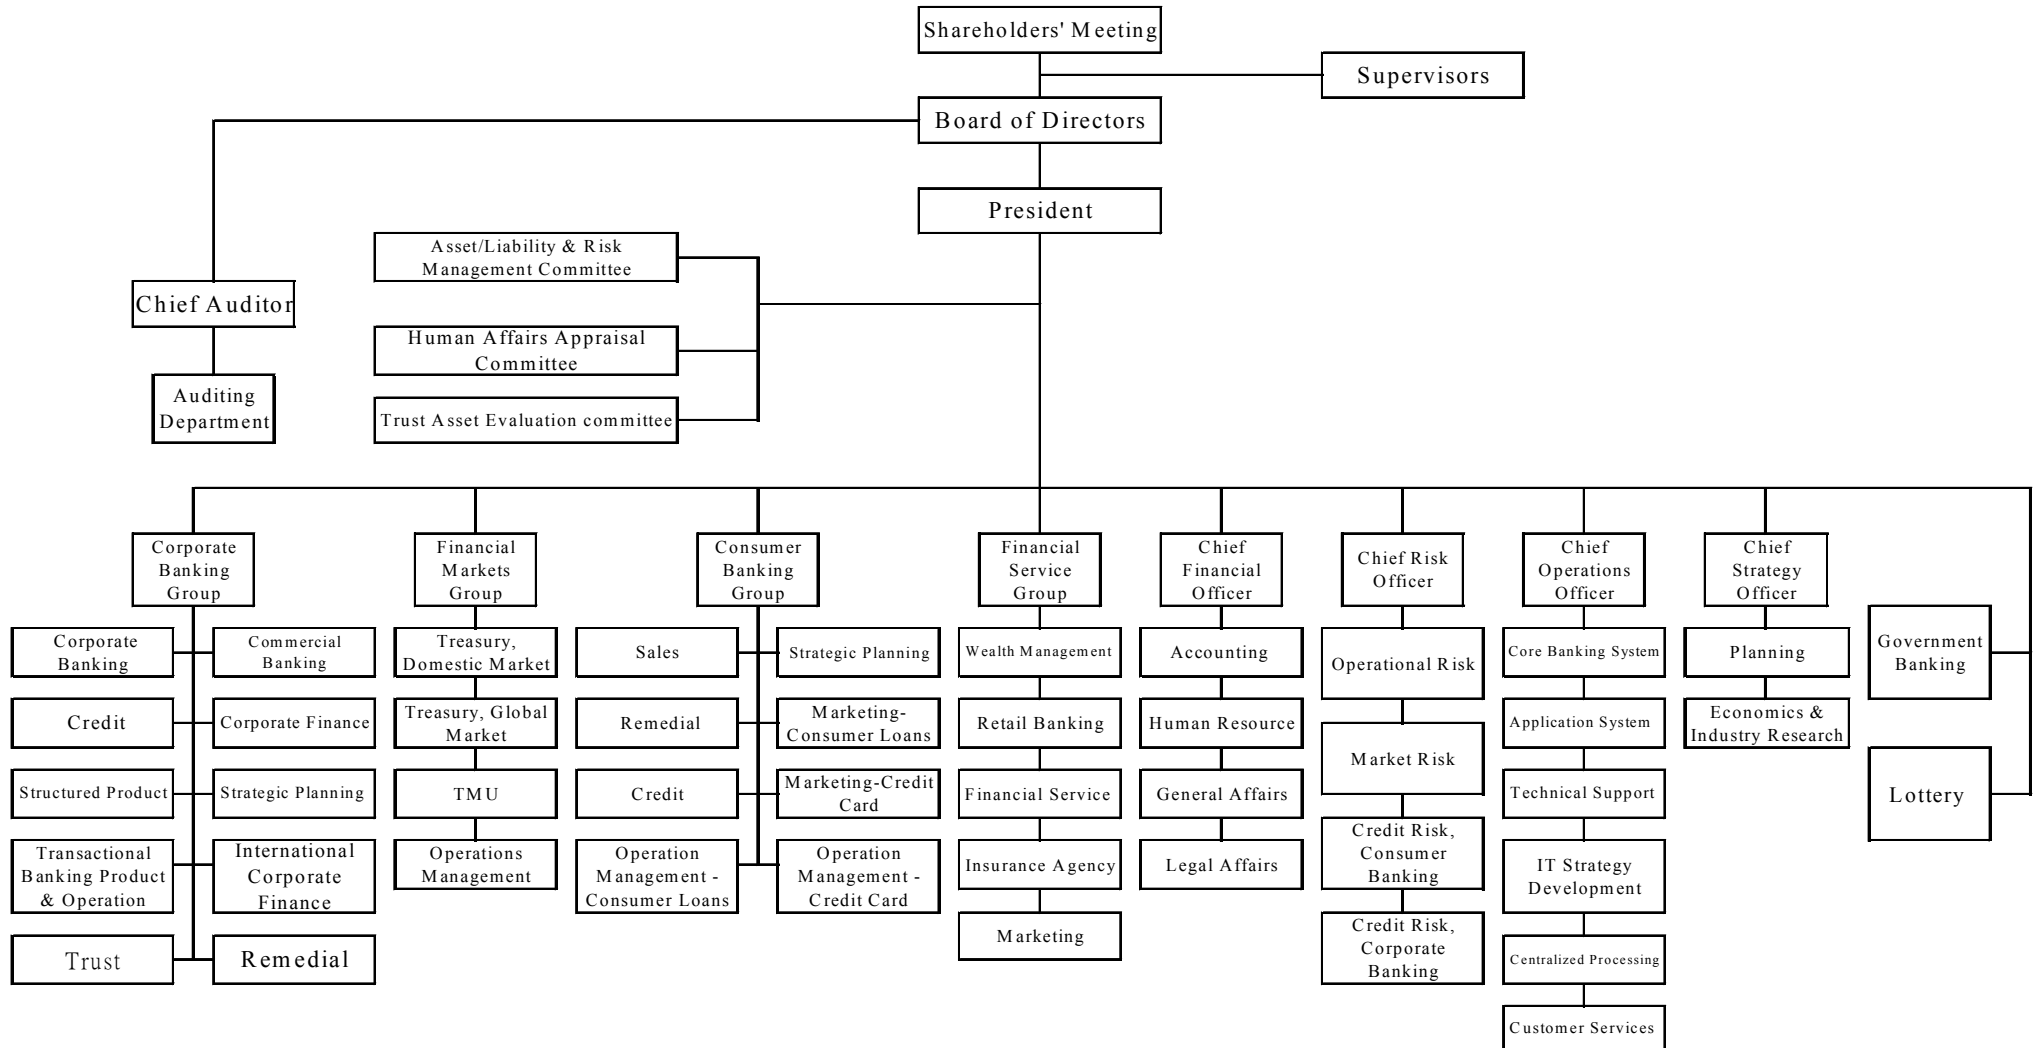 Shareholders' Meeting
Supervisors
Board of Directors
President
Asset/Liability & Risk
Management Committee
Chief Auditor
Human Affairs Appraisal
Committee
Auditing
Department
Trust Asset Evaluation committee
Corporate
Banking
Group
Financial
Markets
Group
Consumer
Banking
Group
Financial
Service
Group
Chief
Financial
Officer
Chief Risk
Officer
Chief
Operations
Officer
Chief
Strategy
Officer
Corporate
Banking
Commercial
Banking
Credit
Corporate Finance
Structured Product
Strategic Planning
Transactional
Banking Product
& Operation
International
Corporate
Finance
Trust
Remedial
Treasury,
Domestic Market
Treasury, Global
Market
TMU
Operations
Management
Sales
Strategic Planning
Remedial
Marketing-
Consumer Loans
Credit
Marketing-Credit
Card
Operation
Management -
Consumer Loans
Operation
Management -
Credit Card
Wealth Management
Retail Banking
Financial Service
Insurance Agency
Marketing
Accounting
Human Resource
General Affairs
Legal Affairs
Operational Risk
Market Risk
Credit Risk,
Consumer
Banking
Credit Risk,
Corporate
Banking
Core Banking System
Application System
Technical Support
IT Strategy
Development
Centralized Processing
Customer Services
Planning
Economics &
Industry Research
Government
Banking
Lottery